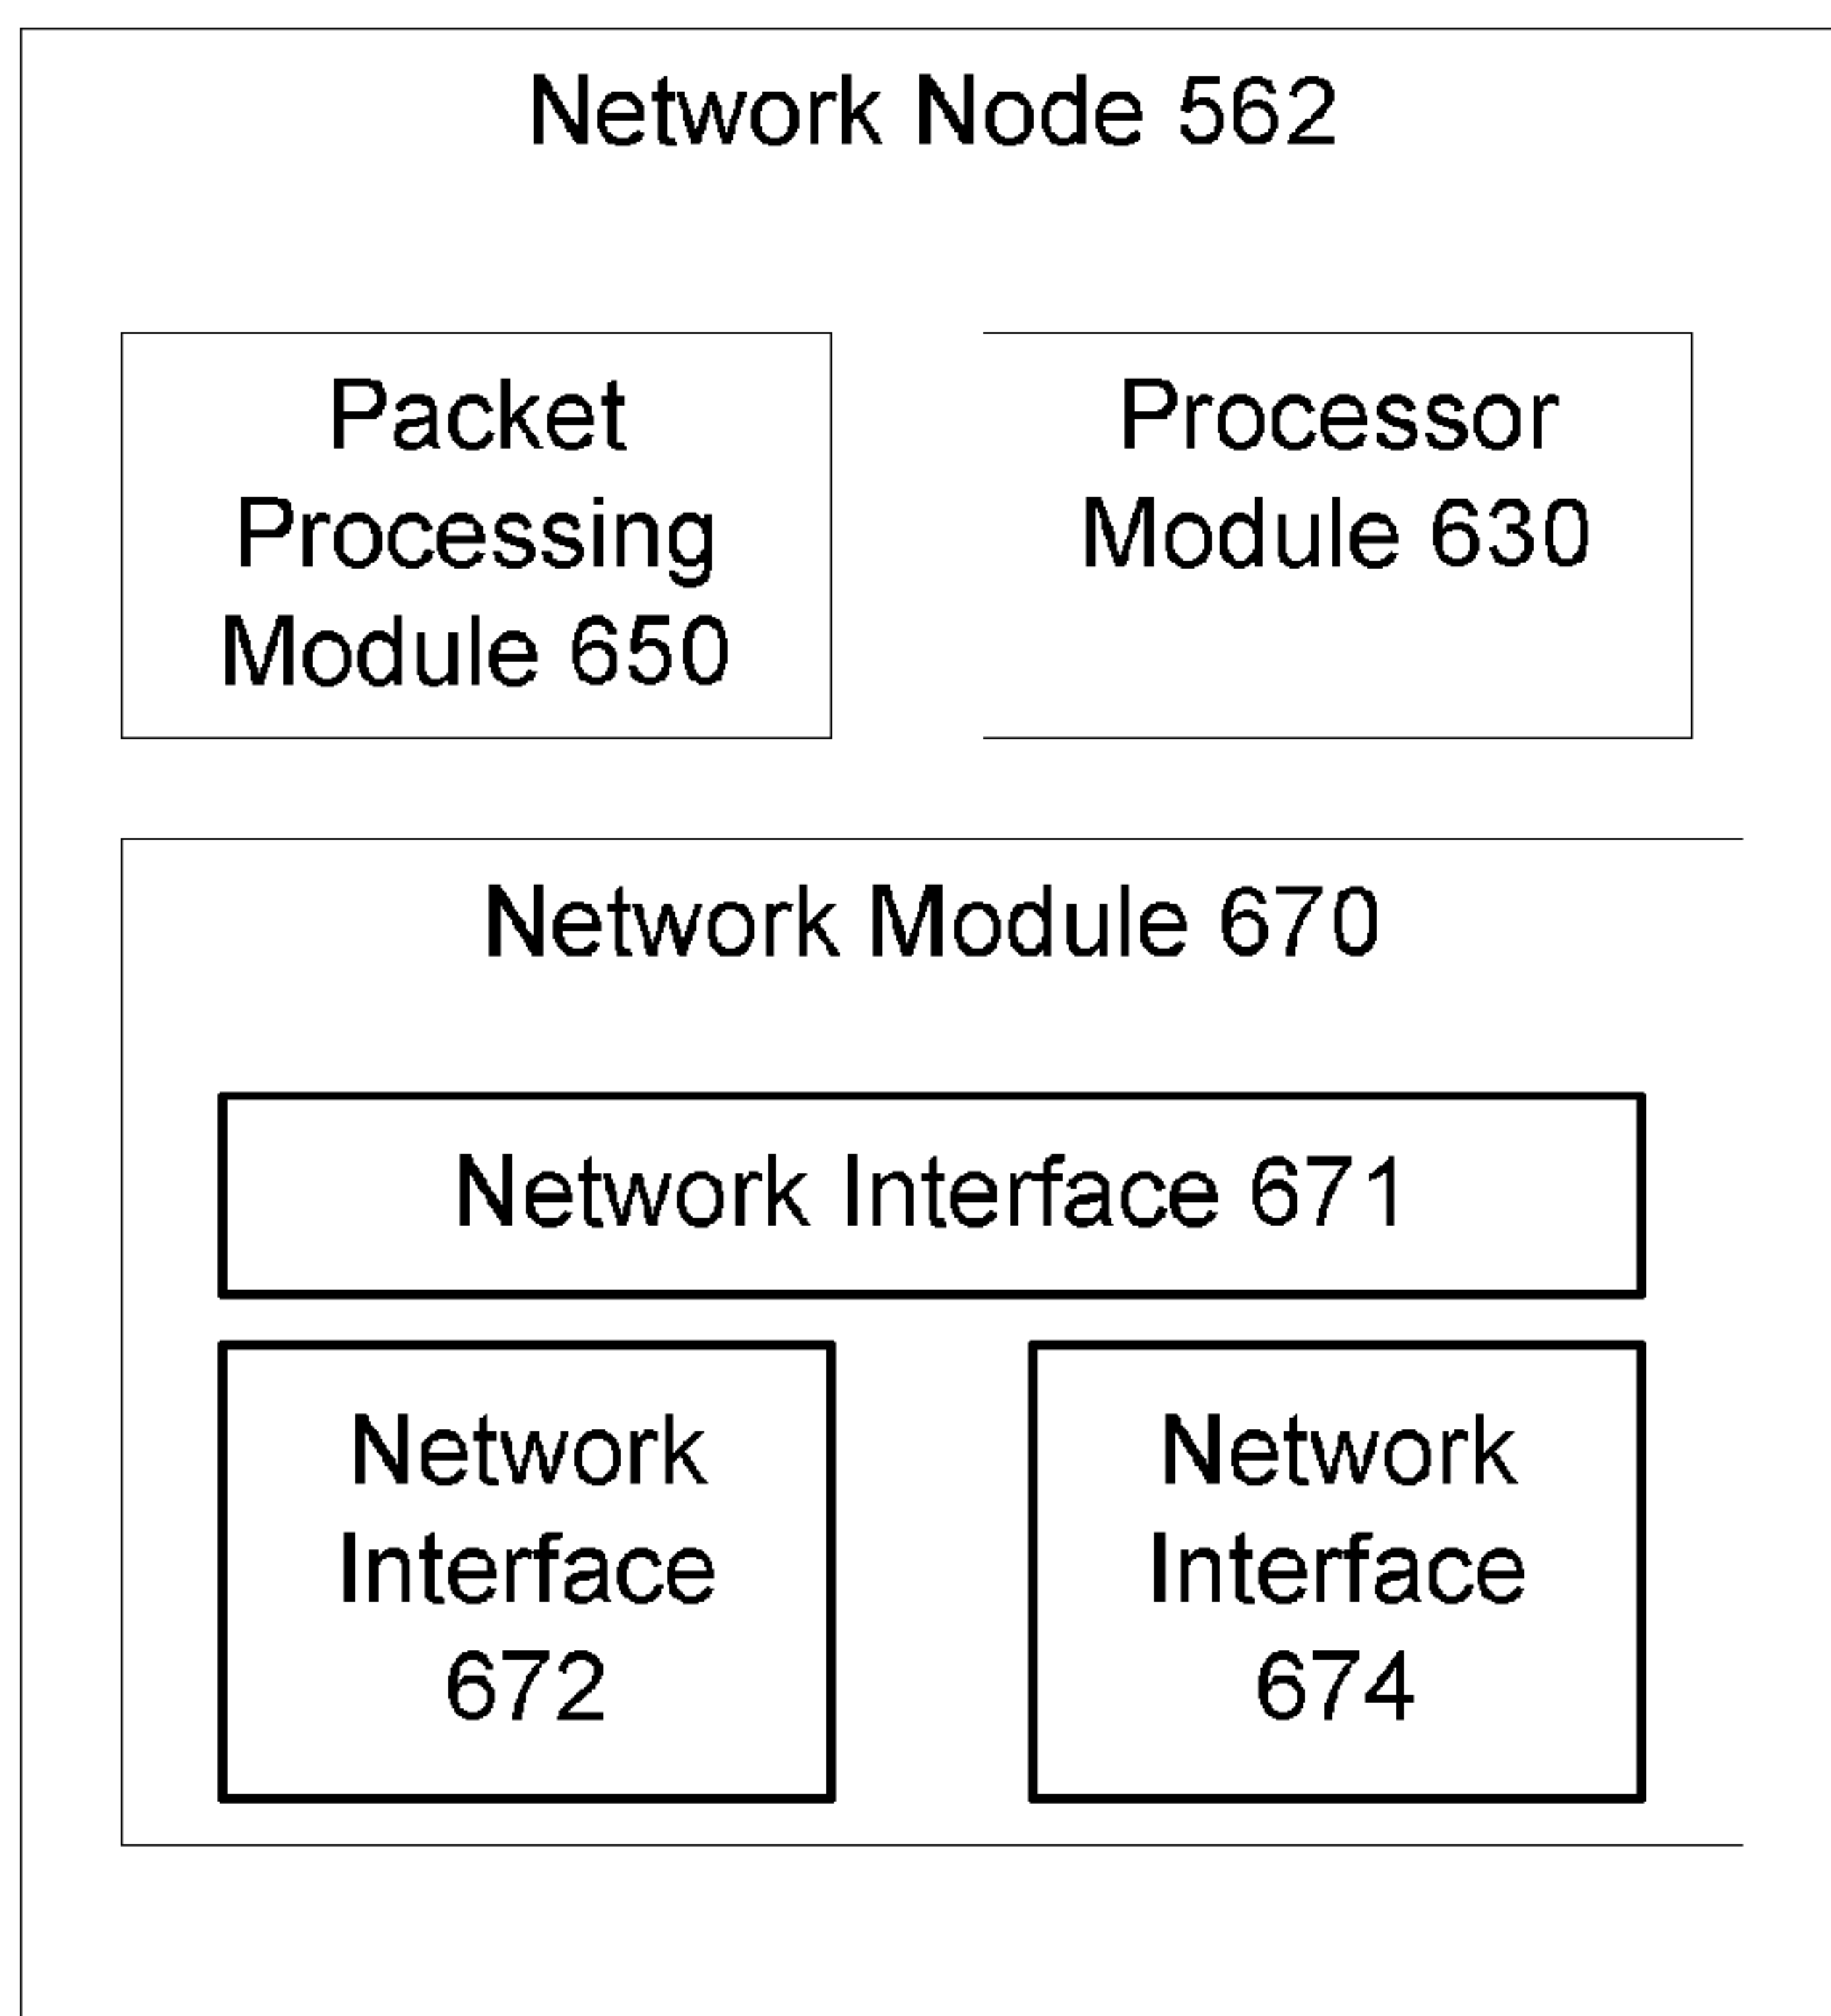 Network Node 562
Packet
Processing
Module 650
Processor
Module 630
Network Module 670
Network Interface 671
Network
Interface
672
Network
Interface
674